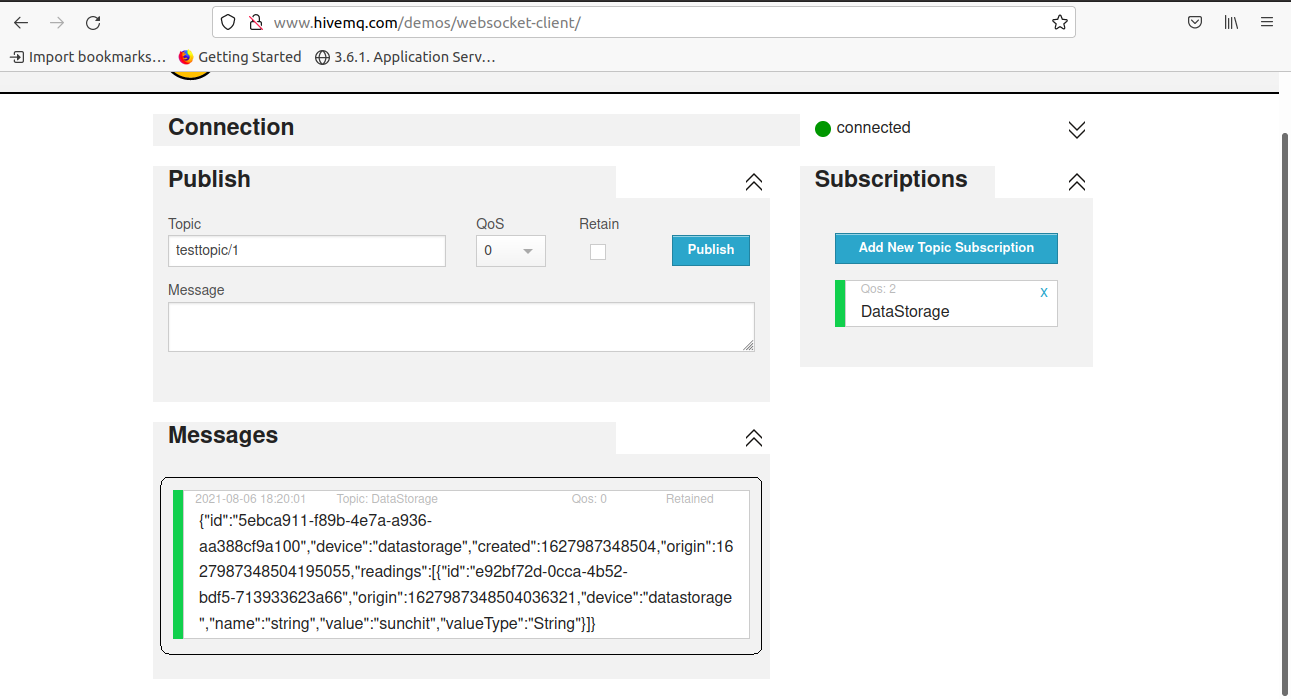 www.hivemq.com/demos/websocket-client/
Import bookmarks… Getting Started 3.6.1. Application Serv…
Connection connected
Publish Subscriptions
Topic QoS Retain
testtopic/1 0 Publish Add New Topic Subscription
Message Qos: 2 X
DataStorage
Messages
2021-08-06 18:20:01 Topic: DataStorage Qos: 0 Retained
{"id":"5ebca911-f89b-4e7a-a936-
aa388cf9a100","device":"datastorage","created":1627987348504,"origin":16
27987348504195055,"readings":[{"id":"e92bf72d-0cca-4b52-
bdf5-713933623a66","origin":1627987348504036321,"device":"datastorage
","name":"string","value":"sunchit","valueType":"String"}]}